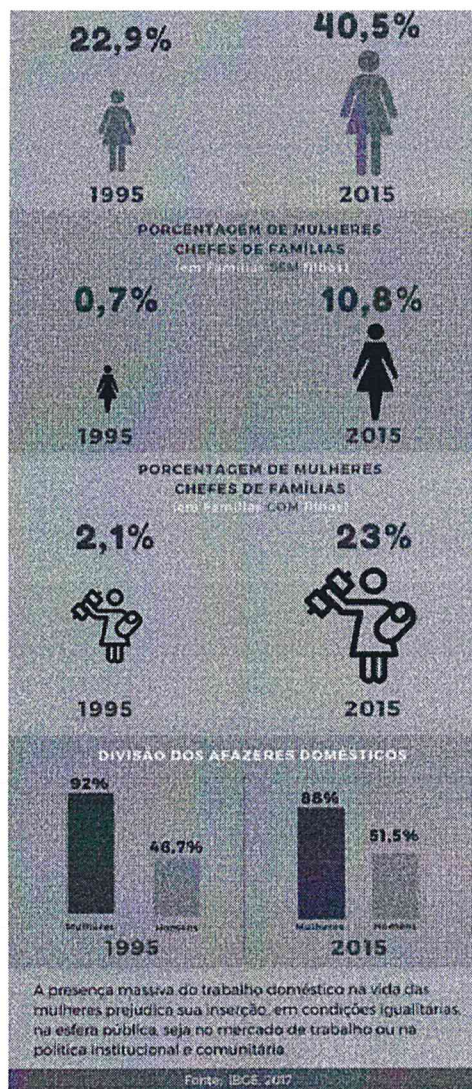 22,9%
40,5%
1995
2015
PORCENTAGEM DE MULHERES
CHEFES DE FAMÍLIAS
(em Famílias SEM filhos)
0,7%
10,8%
1995
2015
PORCENTAGEM DE MULHERES
CHEFES DE FAMÍLIAS
(em Famílias COM filhos)
2,1%
23%
1995
2015
DIVISÃO DOS AFAZERES DOMÉSTICOS
92%
46,7%
Mulheres
Homens
1995
88%
51,5%
Mulheres
Homens
2015
A presença massiva do trabalho doméstico na vida das
mulheres prejudica sua inserção, em condições igualitárias,
na esfera pública, seja no mercado de trabalho ou na
política institucional e comunitária
Fonte: IBGE, 2017